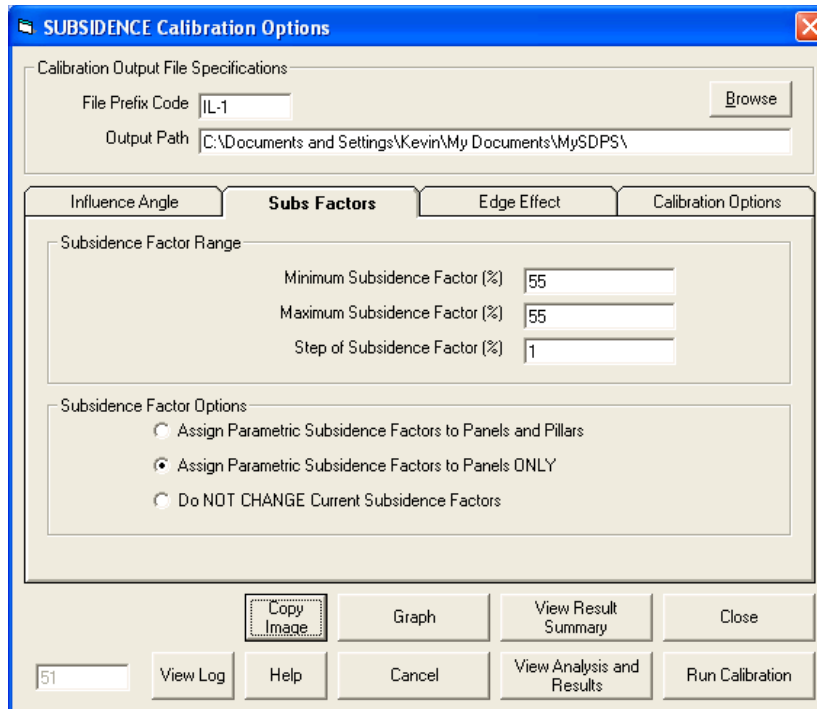 SUBSIDENCE Calibration Options
Calibration Output File Specifications
File Prefix Code IL-1 Browse
Output Path C:\Documents and Settings\Kevin\My Documents\MySDPS\
Influence Angle Subs Factors Edge Effect Calibration Options
Subsidence Factor Range
Minimum Subsidence Factor (%) 55
Maximum Subsidence Factor (%) 55
Step of Subsidence Factor (%) 1
Subsidence Factor Options
Assign Parametric Subsidence Factors to Panels and Pillars
Assign Parametric Subsidence Factors to Panels ONLY
Do NOT CHANGE Current Subsidence Factors
Copy Image Graph View Result Summary Close
51 View Log Help Cancel View Analysis and Results Run Calibration